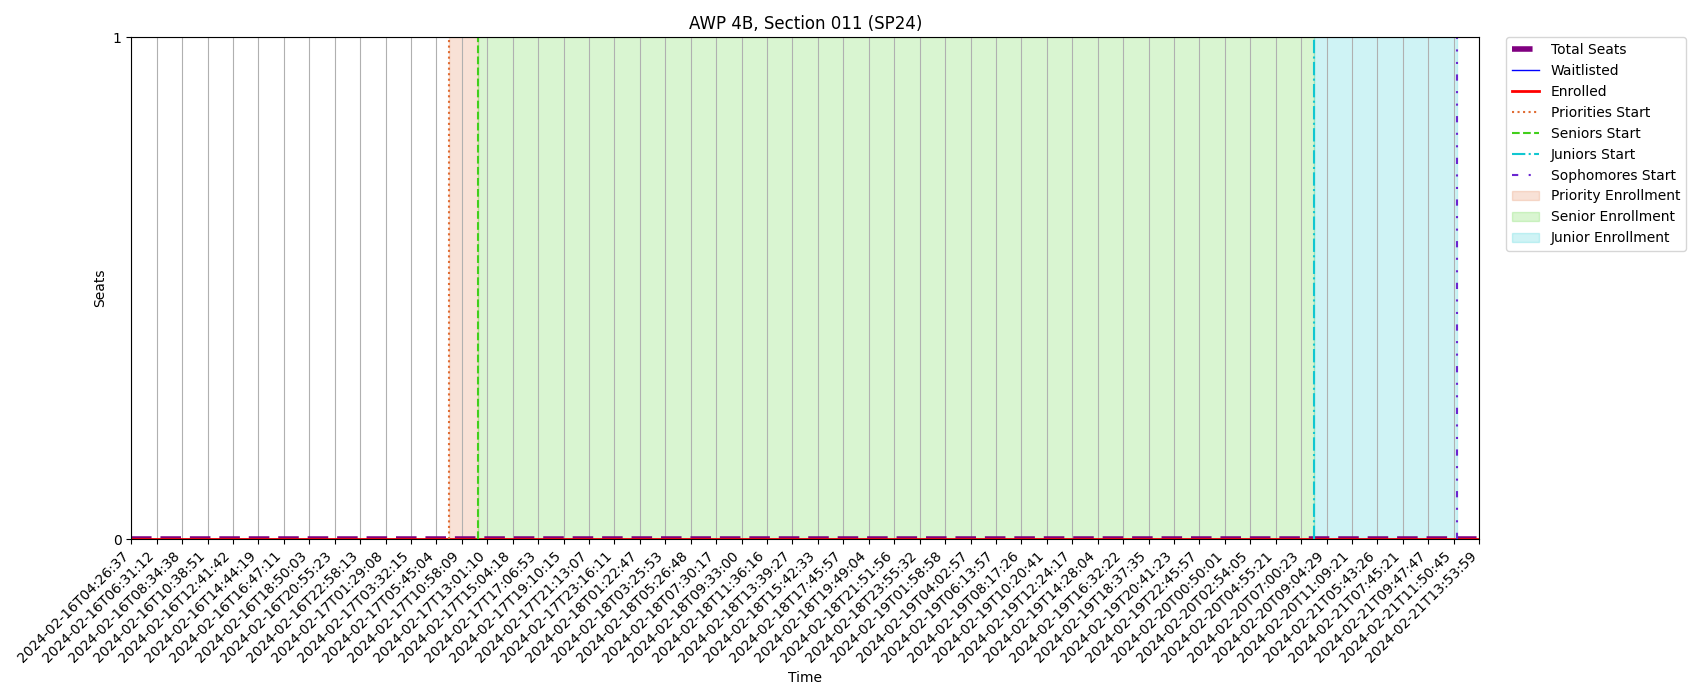 AWP 4B, Section 011 (SP24)
1
0
Seats
Total Seats
Waitlisted
Enrolled
Priorities Start
Seniors Start
Juniors Start
Sophomores Start
Priority Enrollment
Senior Enrollment
Junior Enrollment
2024-02-16T04:26:37
2024-02-16T06:31:12
2024-02-16T08:34:38
2024-02-16T10:38:51
2024-02-16T12:41:42
2024-02-16T14:44:19
2024-02-16T16:47:11
2024-02-16T18:50:03
2024-02-16T20:55:23
2024-02-16T22:58:13
2024-02-17T01:29:08
2024-02-17T03:32:15
2024-02-17T05:45:04
2024-02-17T10:58:09
2024-02-17T13:01:10
2024-02-17T15:04:18
2024-02-17T17:06:53
2024-02-17T19:10:15
2024-02-17T21:13:07
2024-02-17T23:16:11
2024-02-18T01:22:47
2024-02-18T03:25:53
2024-02-18T05:26:48
2024-02-18T07:30:17
2024-02-18T09:33:00
2024-02-18T11:36:16
2024-02-18T13:39:27
2024-02-18T15:42:33
2024-02-18T17:45:57
2024-02-18T19:49:04
2024-02-18T21:51:56
2024-02-18T23:55:32
2024-02-19T01:58:58
2024-02-19T04:02:57
2024-02-19T06:13:57
2024-02-19T08:17:26
2024-02-19T10:20:41
2024-02-19T12:24:17
2024-02-19T14:28:04
2024-02-19T16:32:22
2024-02-19T18:37:35
2024-02-19T20:41:23
2024-02-19T22:45:57
2024-02-20T00:50:01
2024-02-20T02:54:05
2024-02-20T04:55:21
2024-02-20T07:00:23
2024-02-20T09:04:29
2024-02-20T11:09:21
2024-02-21T05:43:26
2024-02-21T07:45:21
2024-02-21T09:47:47
2024-02-21T11:50:45
2024-02-21T13:53:59
Time